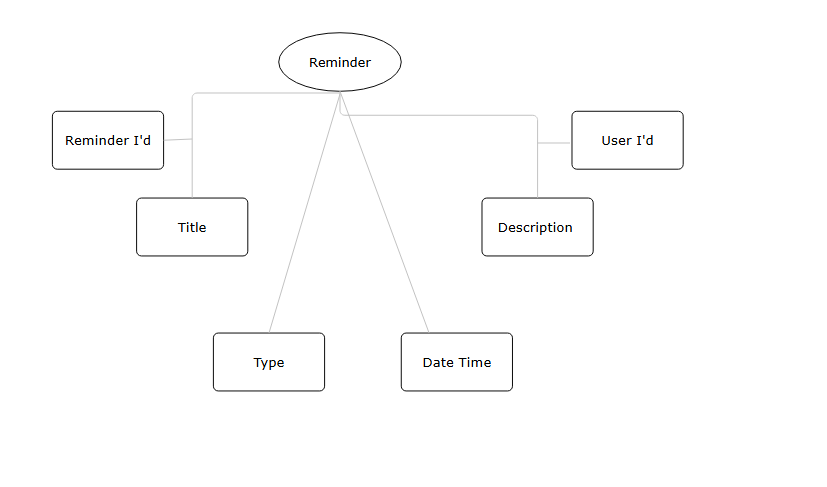 Reminder
Reminder I'd
User I'd
Title
Description
Type
Date Time